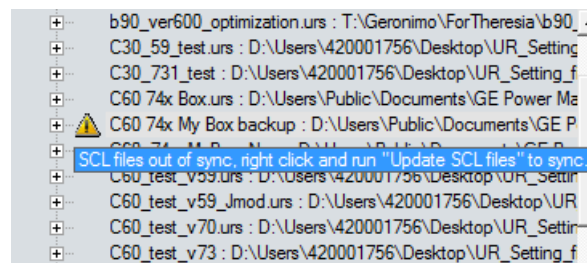 b90_ver600_optimization.urs : T:\Geronimo\ForTheresia\b90_
C30_59_test.urs : D:\Users\420001756\Desktop\UR_Setting
C30_731_test : D:\Users\420001756\Desktop\UR_Setting_f
C60 74x Box.urs : D:\Users\Public\Documents\GE Power Ma
C60 74x My Box backup : D:\Users\Public\Documents\GE P
SCL files out of sync, right click and run "Update SCL files" to sync.
C60_test_v59.urs : D:\Users\420001756\Desktop\UR_Settin
C60_test_v59_Jmod.urs : D:\Users\420001756\Desktop\UR
C60_test_v70.urs : D:\Users\420001756\Desktop\UR_Settin
C60_test_v73 : D:\Users\420001756\Desktop\UR_Setting_f